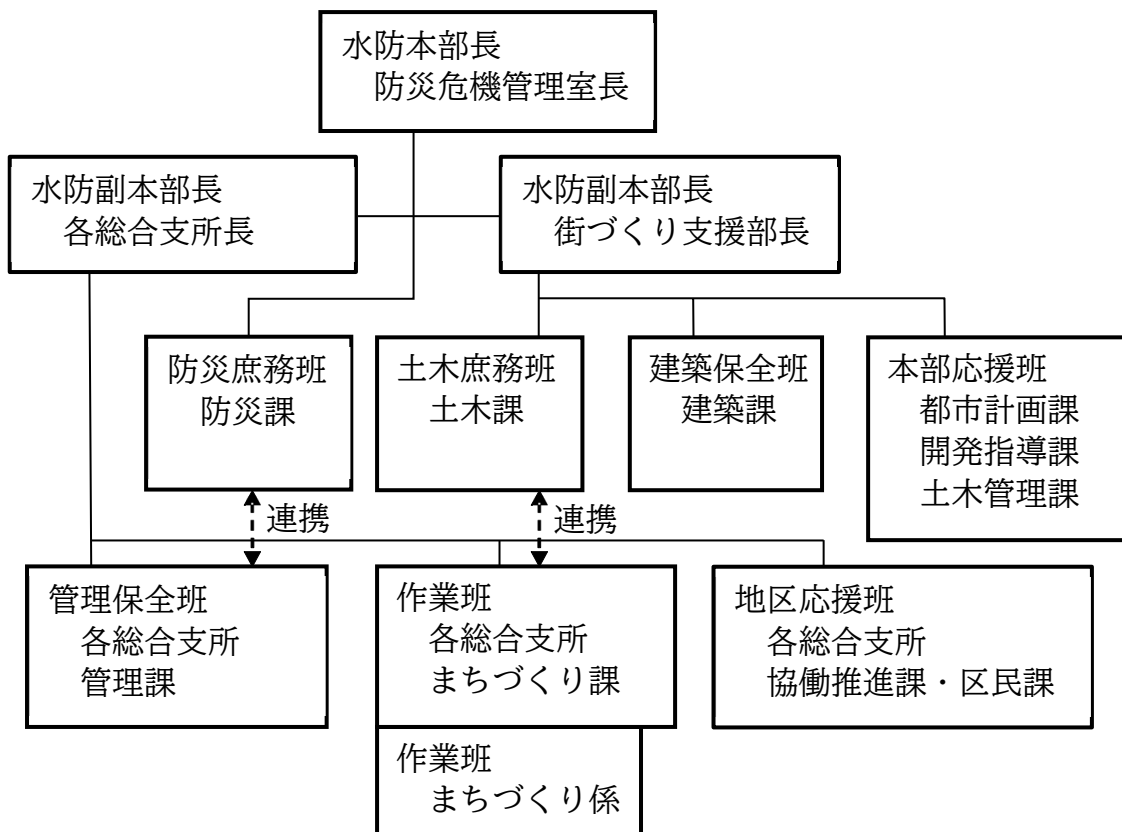 水防本部長
防災危機管理室長
水防副本部長
各総合支所長
水防副本部長
街づくり支援部長
防災庶務班
防災課
土木庶務班
土木課
建築保全班
建築課
本部応援班
都市計画課
開発指導課
土木管理課
連携
連携
管理保全班
各総合支所
管理課
作業班
各総合支所
まちづくり課
地区応援班
各総合支所
協働推進課・区民課
作業班
まちづくり係